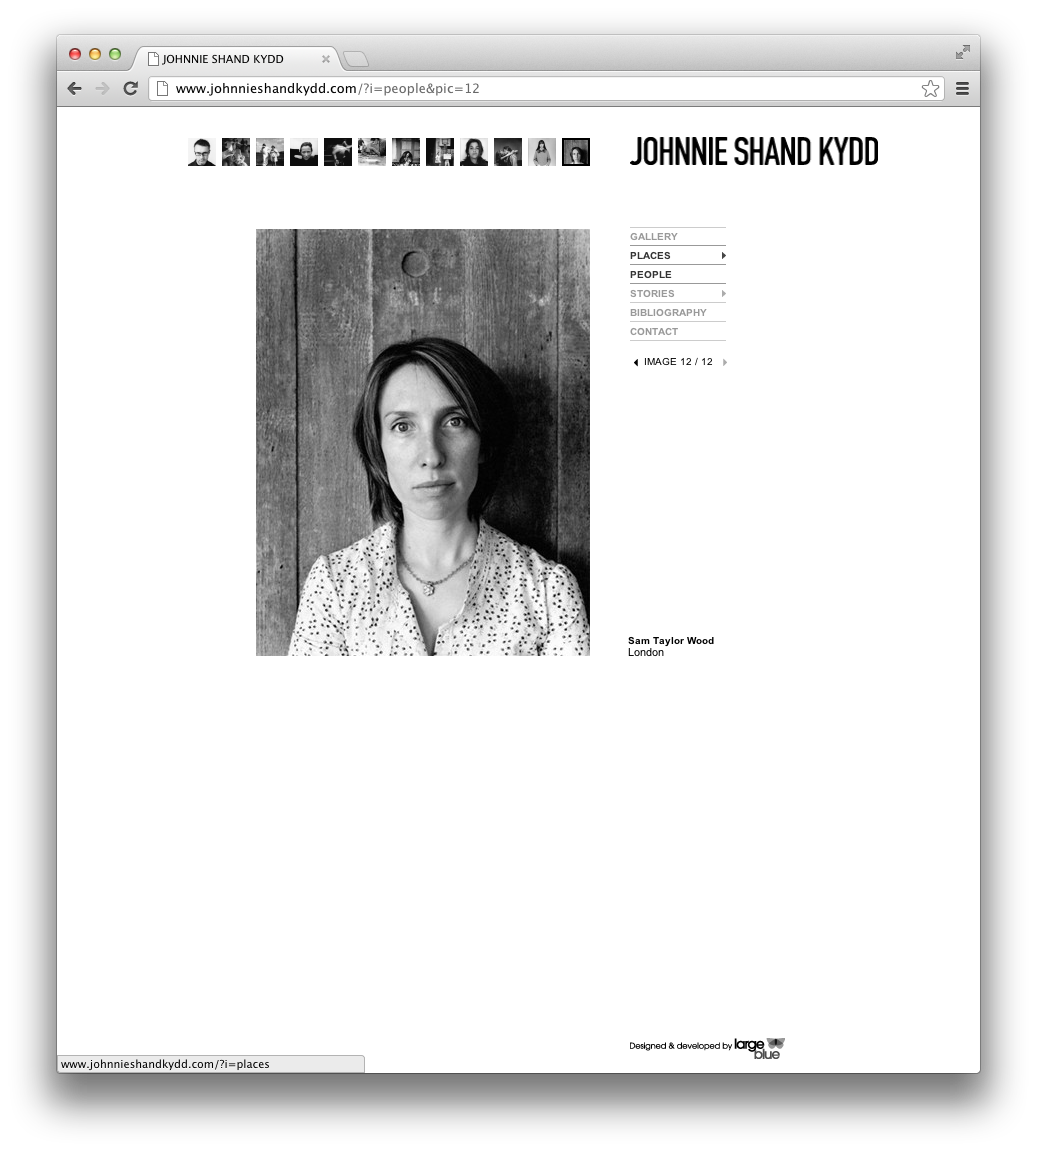 JOHNNIE SHAND KYDD
www.johnnieshandkydd.com/?i=people&pic=12
JOHNNIE SHAND KYDD
GALLERY
PLACES
PEOPLE
STORIES
BIBLIOGRAPHY
CONTACT
IMAGE 12 / 12
Sam Taylor Wood
London
Designed & developed by large blue
www.johnnieshandkydd.com/?i=places